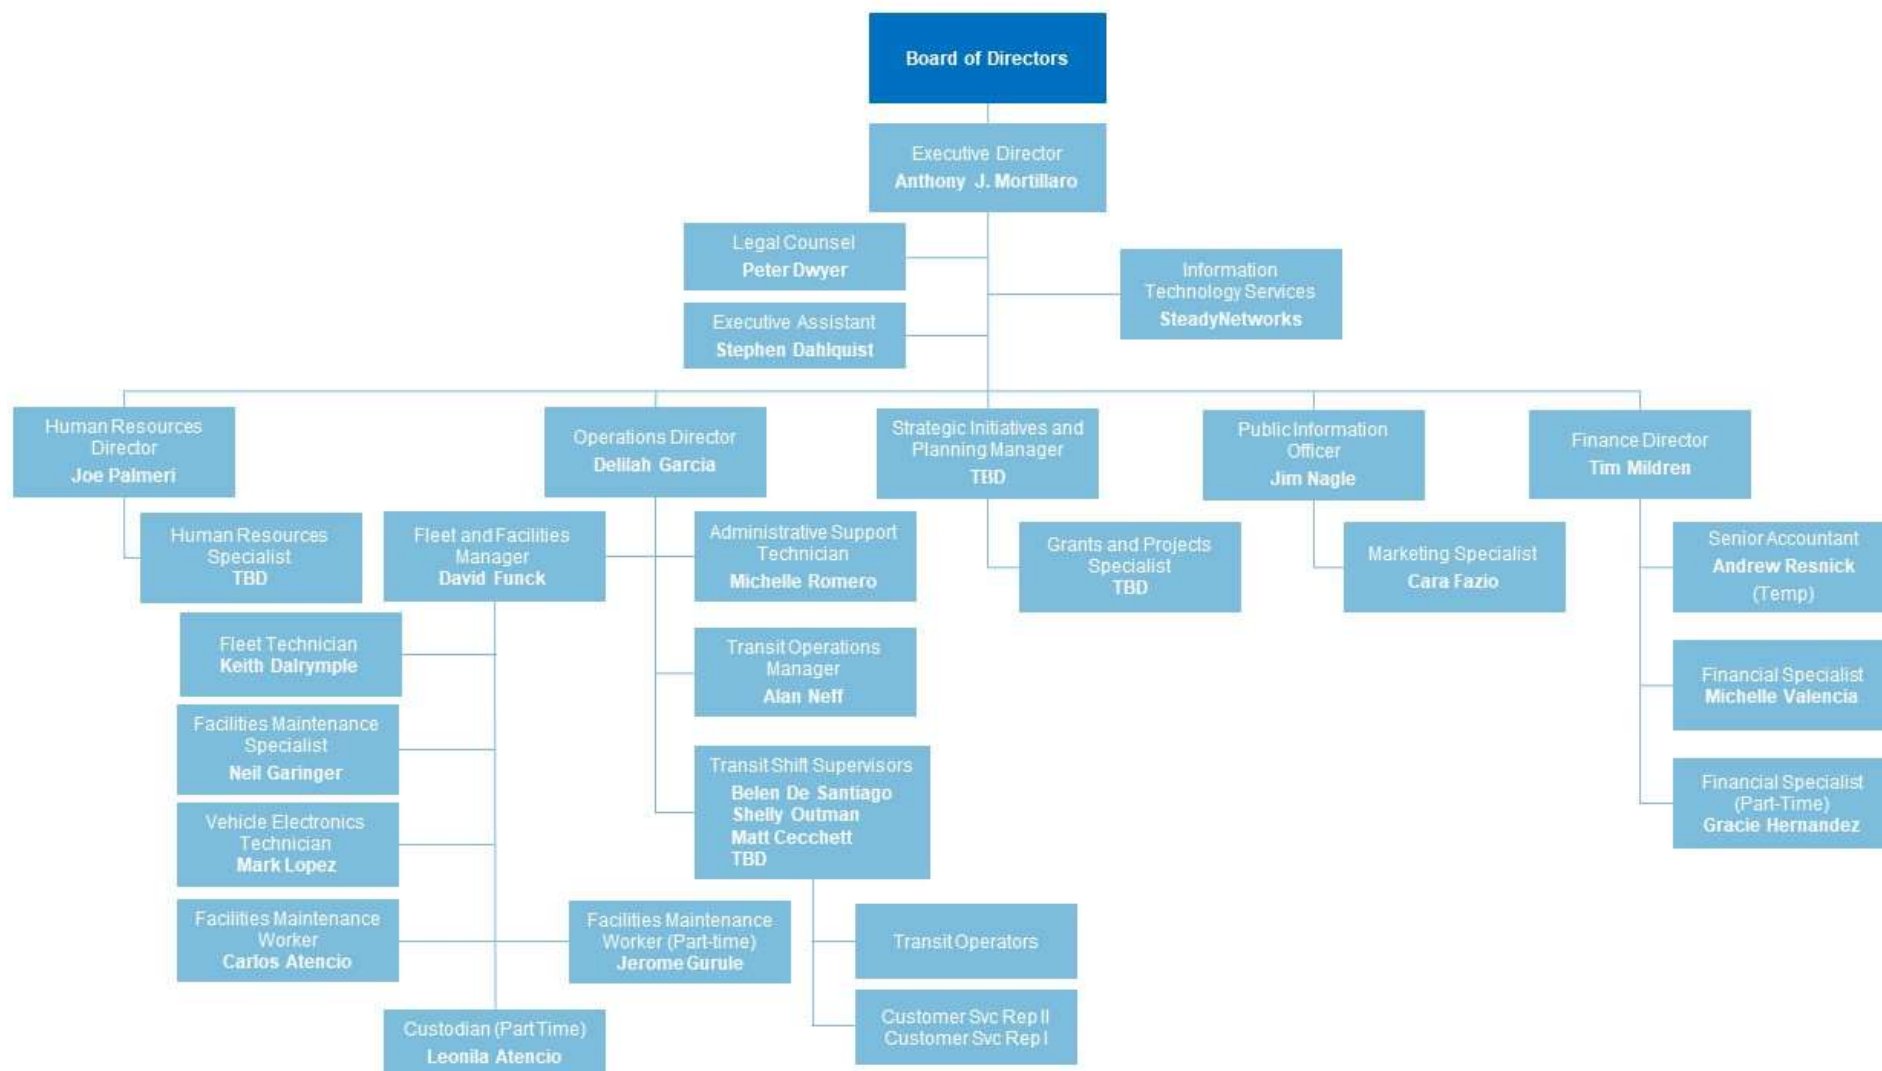 Board of Directors
Executive Director
Anthony J. Mortillaro
Legal Counsel
Peter Dwyer
Information
Technology Services
SteadyNetworks
Executive Assistant
Stephen Dahlquist
Human Resources
Director
Joe Palmeri
Operations Director
Delilah Garcia
Strategic Initiatives and
Planning Manager
TBD
Public Information
Officer
Jim Nagle
Finance Director
Tim Mildren
Human Resources
Specialist
TBD
Fleet and Facilities
Manager
David Funck
Administrative Support
Technician
Michelle Romero
Grants and Projects
Specialist
TBD
Marketing Specialist
Cara Fazio
Senior Accountant
Andrew Resnick
(Temp)
Fleet Technician
Keith Dalrymple
Transit Operations
Manager
Alan Neff
Financial Specialist
Michelle Valencia
Facilities Maintenance
Specialist
Neil Garinger
Transit Shift Supervisors
Belen De Santiago
Shelly Outman
Matt Cecchett
TBD
Financial Specialist
(Part-Time)
Gracie Hernandez
Vehicle Electronics
Technician
Mark Lopez
Facilities Maintenance
Worker
Carlos Atencio
Facilities Maintenance
Worker (Part-time)
Jerome Gurule
Transit Operators
Customer Svc Rep II
Customer Svc Rep I
Custodian (Part Time)
Leonila Atencio